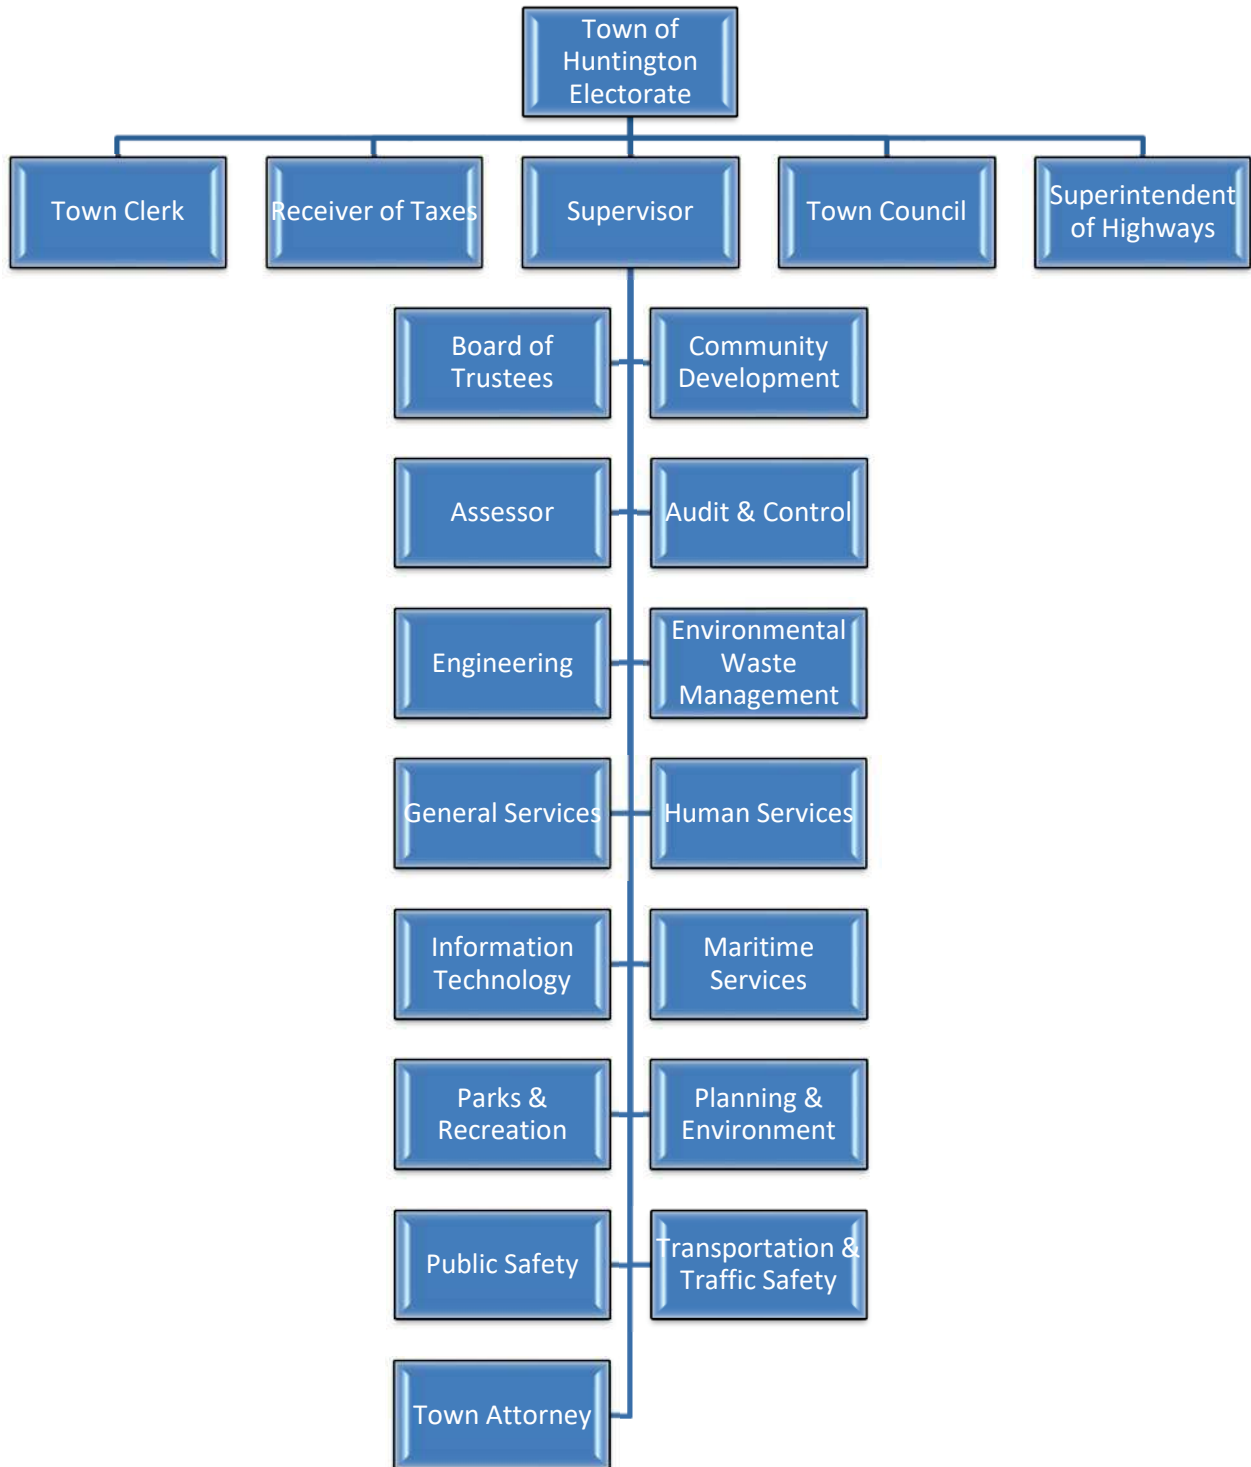 Town of
Huntington
Electorate
Town Clerk
Receiver of Taxes
Supervisor
Town Council
Superintendent
of Highways
Board of
Trustees
Community
Development
Assessor
Audit & Control
Engineering
Environmental
Waste
Management
General Services
Human Services
Information
Technology
Maritime
Services
Parks &
Recreation
Planning &
Environment
Public Safety
Transportation &
Traffic Safety
Town Attorney